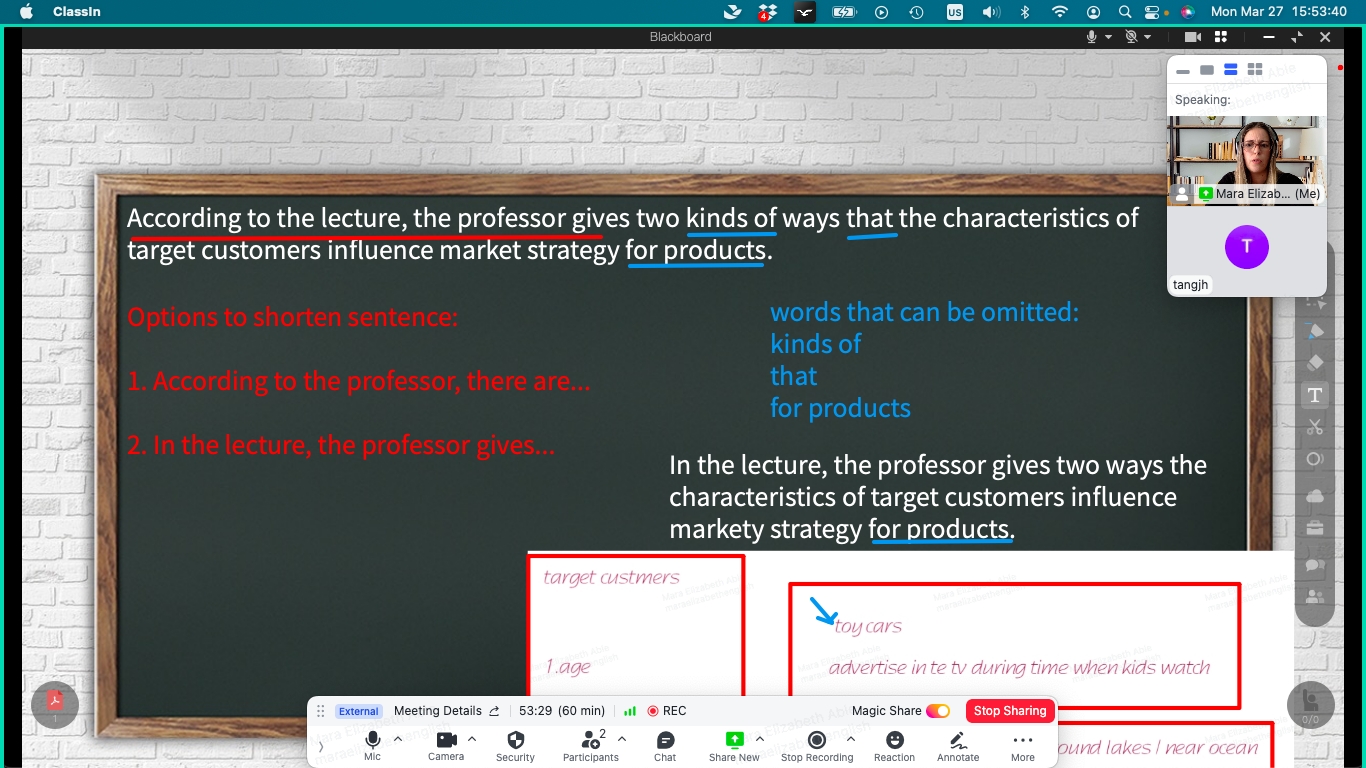 ClassIn
4
US
Mon Mar 27 15:53:40
Blackboard
Speaking:
Mara Elizab... (Me)
T
tangjh
According to the lecture, the professor gives two kinds of ways that the characteristics of
target customers influence market strategy for products.
Options to shorten sentence:
1. According to the professor, there are...
2. In the lecture, the professor gives...
words that can be omitted:
kinds of
that
for products
In the lecture, the professor gives two ways the
characteristics of target customers influence
markety strategy for products.
target custmers
1.age
toy cars
advertise in te tv during time when kids watch
ound lakes / near ocean
T
0/0
1
External
Meeting Details
53:29 (60 min)
REC
Magic Share
Stop Sharing
Mic
Camera
Security
2
Participants
Chat
Share New
Stop Recording
Reaction
Annotate
More